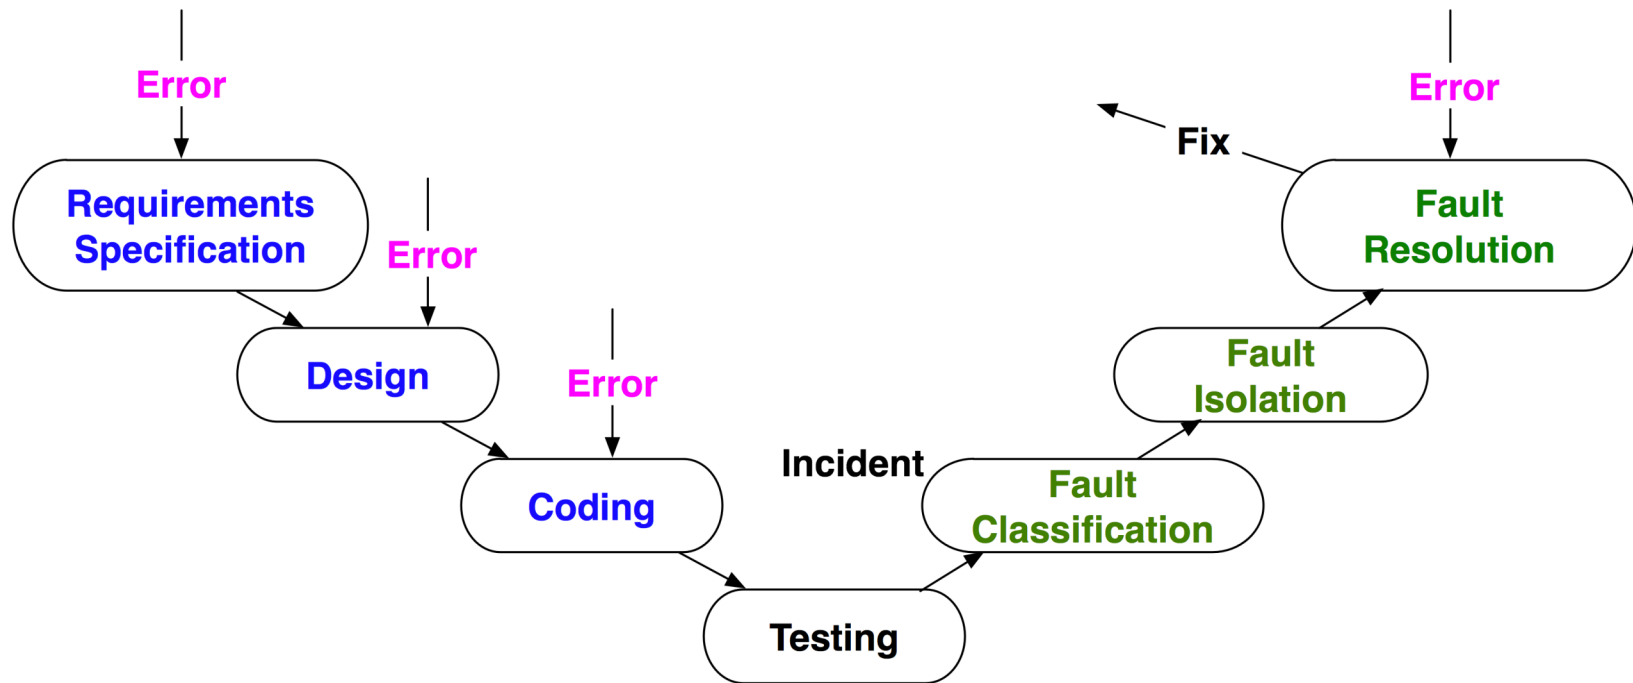 Error
Requirements
Specification
Error
Design
Error
Coding
Testing
Incident
Fault
Classification
Fault
Isolation
Error
Fault
Resolution
Fix